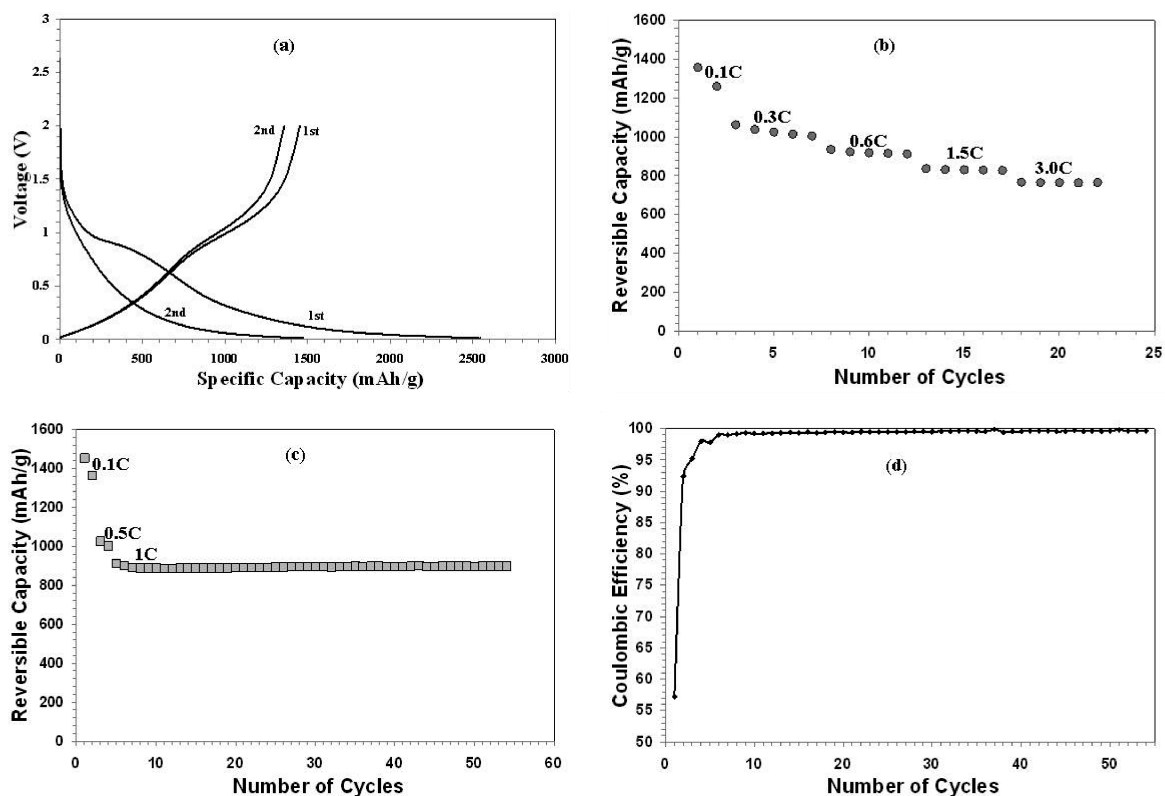 (a)
3
2.5
2
1.5
1
0.5
0
Voltage (V)
2nd
1st
2nd
1st
0
500
1000
1500
2000
2500
3000
Specific Capacity (mAh/g)
(b)
1600
1400
1200
1000
800
600
400
200
0
Reversible Capacity (mAh/g)
0.1C
0.3C
0.6C
1.5C
3.0C
0
5
10
15
20
25
Number of Cycles
(c)
1600
1400
1200
1000
800
600
400
200
0
Reversible Capacity (mAh/g)
0.1C
0.5C
1C
0
10
20
30
40
50
60
Number of Cycles
(d)
100
95
90
85
80
75
70
65
60
55
50
Coulombic Efficiency (%)
0
10
20
30
40
50
Number of Cycles